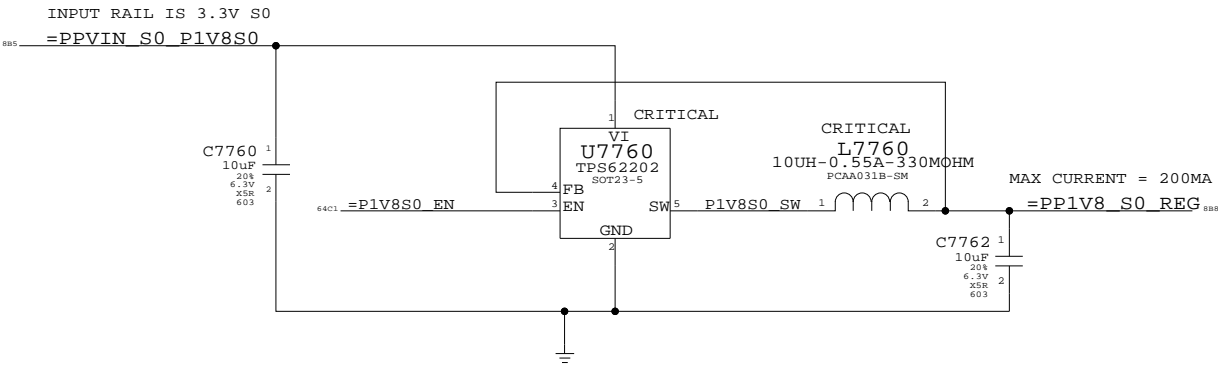 INPUT RAIL IS 3.3V S0
8B5 =PPVIN_S0_P1V8S0
1 CRITICAL
VI
U7760
TPS62202
SOT23-5
4 FB
64C1 =P1V8S0_EN 3 EN
SW 5 P1V8S0_SW 1 2
GND
2
C7760 1
10uF
20%
6.3V 2
X5R
603
CRITICAL
L7760
10UH-0.55A-330MOHM
PCAA031B-SM
MAX CURRENT = 200MA
=PP1V8_S0_REG 8B8
C7762 1
10uF
20%
6.3V 2
X5R
603